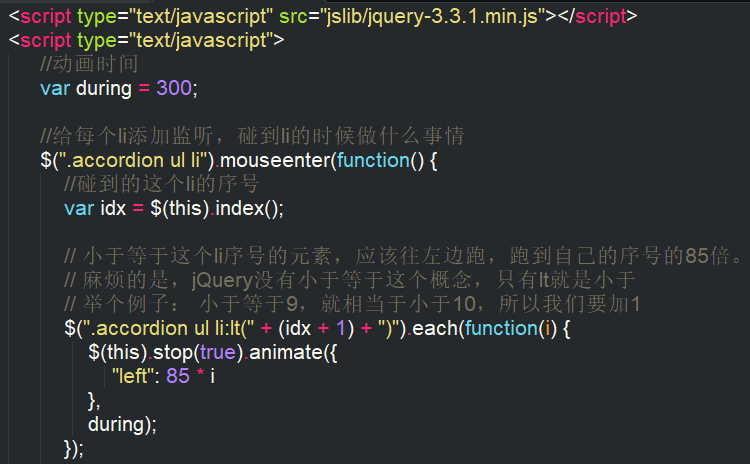 <script type="text/javascript" src="jslib/jquery-3.3.1.min.js"></script>
<script type="text/javascript">
//动画时间
var during = 300;
//给每个li添加监听，碰到li的时候做什么事情
$(".accordion ul li").mouseenter(function() {
//碰到的这个li的序号
var idx = $(this).index();
// 小于等于这个li序号的元素，应该往左边跑，跑到自己的序号的85倍。
// 麻烦的是，jQuery没有小于等于这个概念，只有lt就是小于
// 举个例子： 小于等于9，就相当于小于10，所以我们要加1
$(".accordion ul li:lt(" + (idx + 1) + ")").each(function(i) {
$(this).stop(true).animate({
"left": 85 * i
},
during);
});